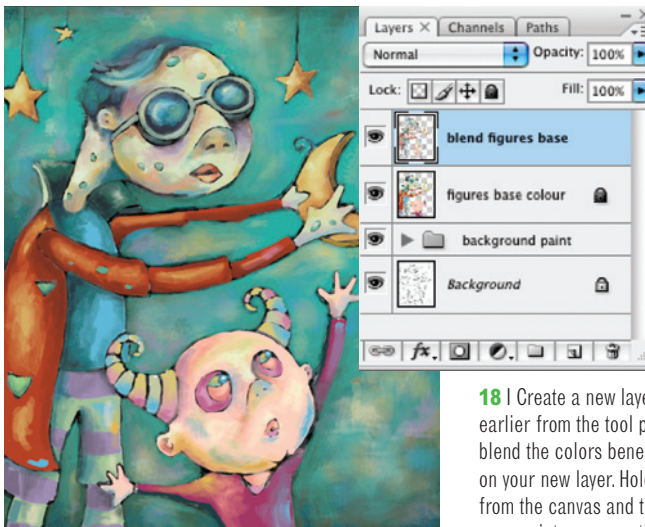 Layers × Channels Paths
Normal Opacity: 100%
Lock: Fill: 100%
blend figures base
figures base colour
background paint
Background
fx
18 | Create a new laye
earlier from the tool p
blend the colors bene
on your new layer. Hol
from the canvas and t